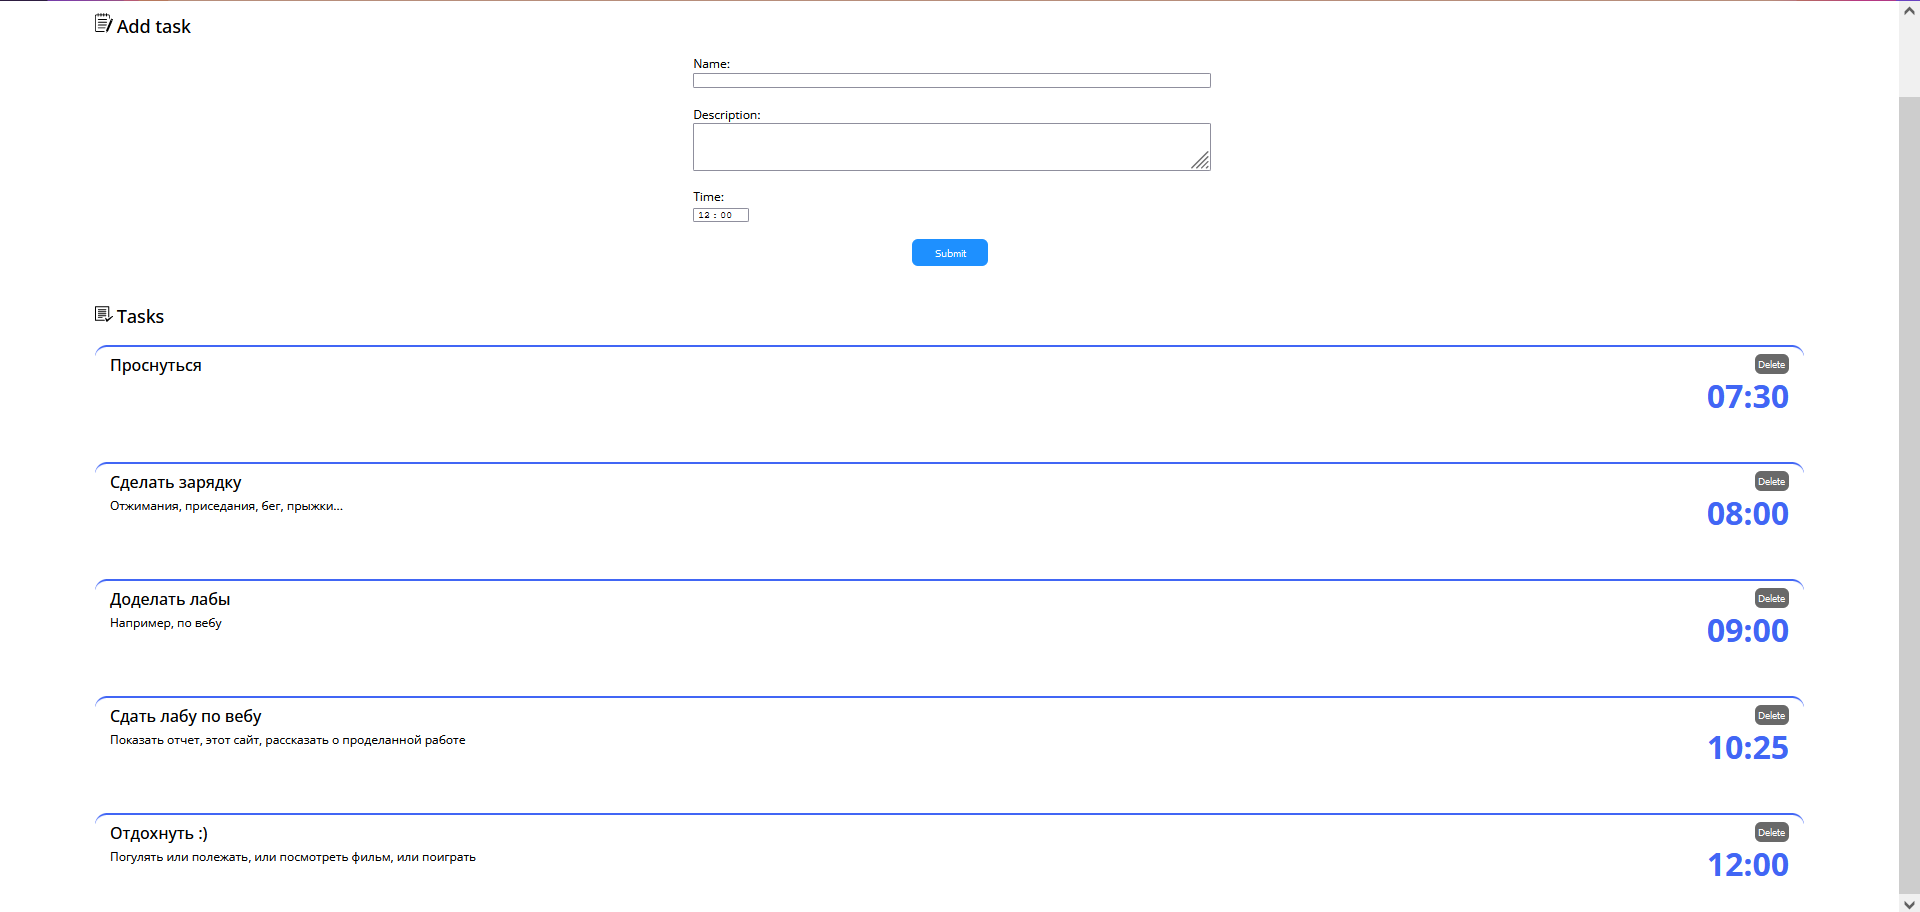 Add task
Name:
Description:
Time:
12 : 00
Submit
Tasks
Проснуться
Delete
07:30
Сделать зарядку
Delete
Отжимания, приседания, бег, прыжки...
08:00
Доделать лабы
Delete
Например, по вебу
09:00
Сдать лабу по вебу
Delete
Показать отчет, этот сайт, рассказать о проделанной работе
10:25
Отдохнуть :)
Delete
Погулять или полежать, или посмотреть фильм, или поиграть
12:00